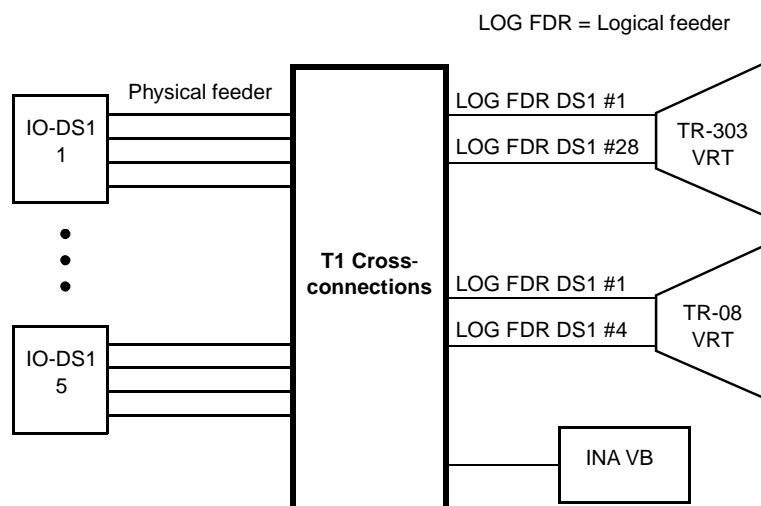 LOG FDR = Logical feeder
Physical feeder
IO-DS1
1
LOG FDR DS1 #1
LOG FDR DS1 #28
TR-303
VRT
T1 Cross-
connections
LOG FDR DS1 #1
LOG FDR DS1 #4
TR-08
VRT
IO-DS1
5
INA VB